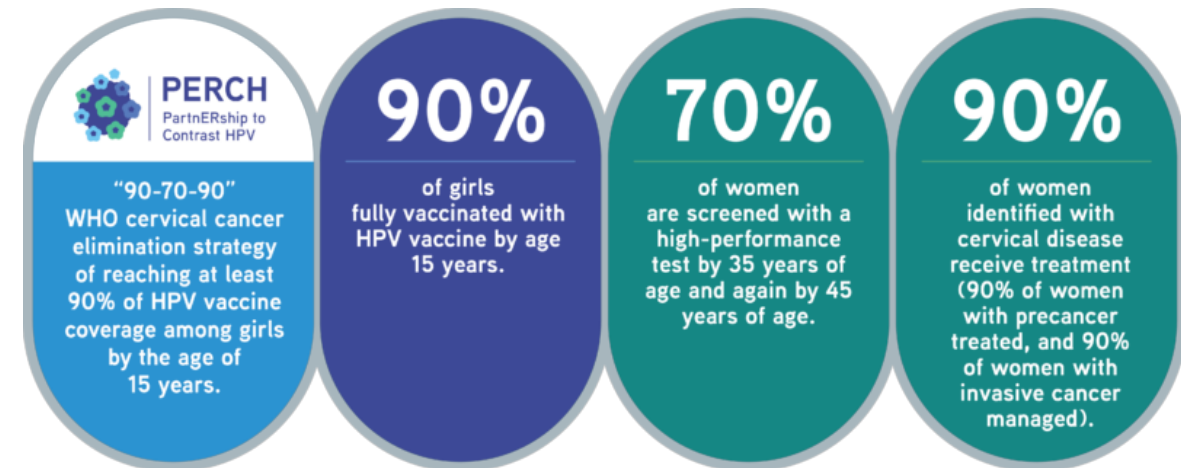 PERCH
PartnERship to
Contrast HPV
“90-70-90”
WHO cervical cancer
elimination strategy
of reaching at least
90% of HPV vaccine
coverage among girls
by the age of
15 years.
90%
of girls
fully vaccinated with
HPV vaccine by age
15 years.
70%
of women
are screened with a
high-performance
test by 35 years of
age and again by 45
years of age.
90%
of women
identified with
cervical disease
receive treatment
(90% of women
with precancer
treated, and 90%
of women with
invasive cancer
managed).